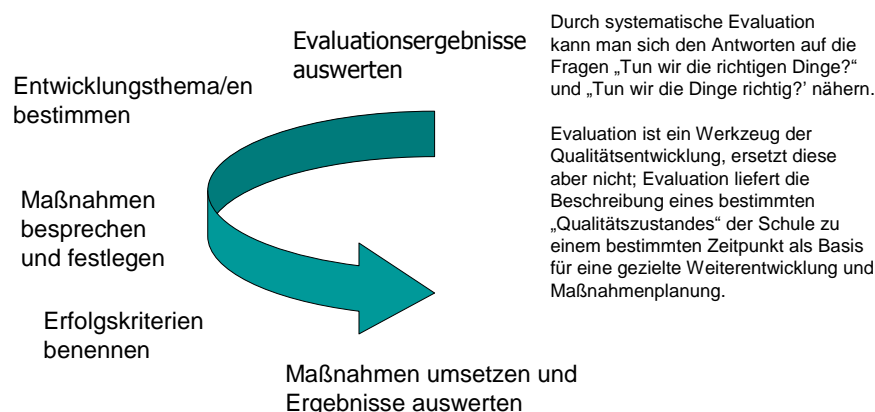 Evaluationsergebnisse
auswerten
Entwicklungsthema/en
bestimmen
Maßnahmen
besprechen
und festlegen
Erfolgskriterien
benennen
Maßnahmen umsetzen und
Ergebnisse auswerten
Durch systematische Evaluation
kann man sich den Antworten auf die
Fragen „Tun wir die richtigen Dinge?“
und „Tun wir die Dinge richtig?' nähern.
Evaluation ist ein Werkzeug der
Qualitätsentwicklung, ersetzt diese
aber nicht; Evaluation liefert die
Beschreibung eines bestimmten
„Qualitätszustandes“ der Schule zu
einem bestimmten Zeitpunkt als Basis
für eine gezielte Weiterentwicklung und
Maßnahmenplanung.